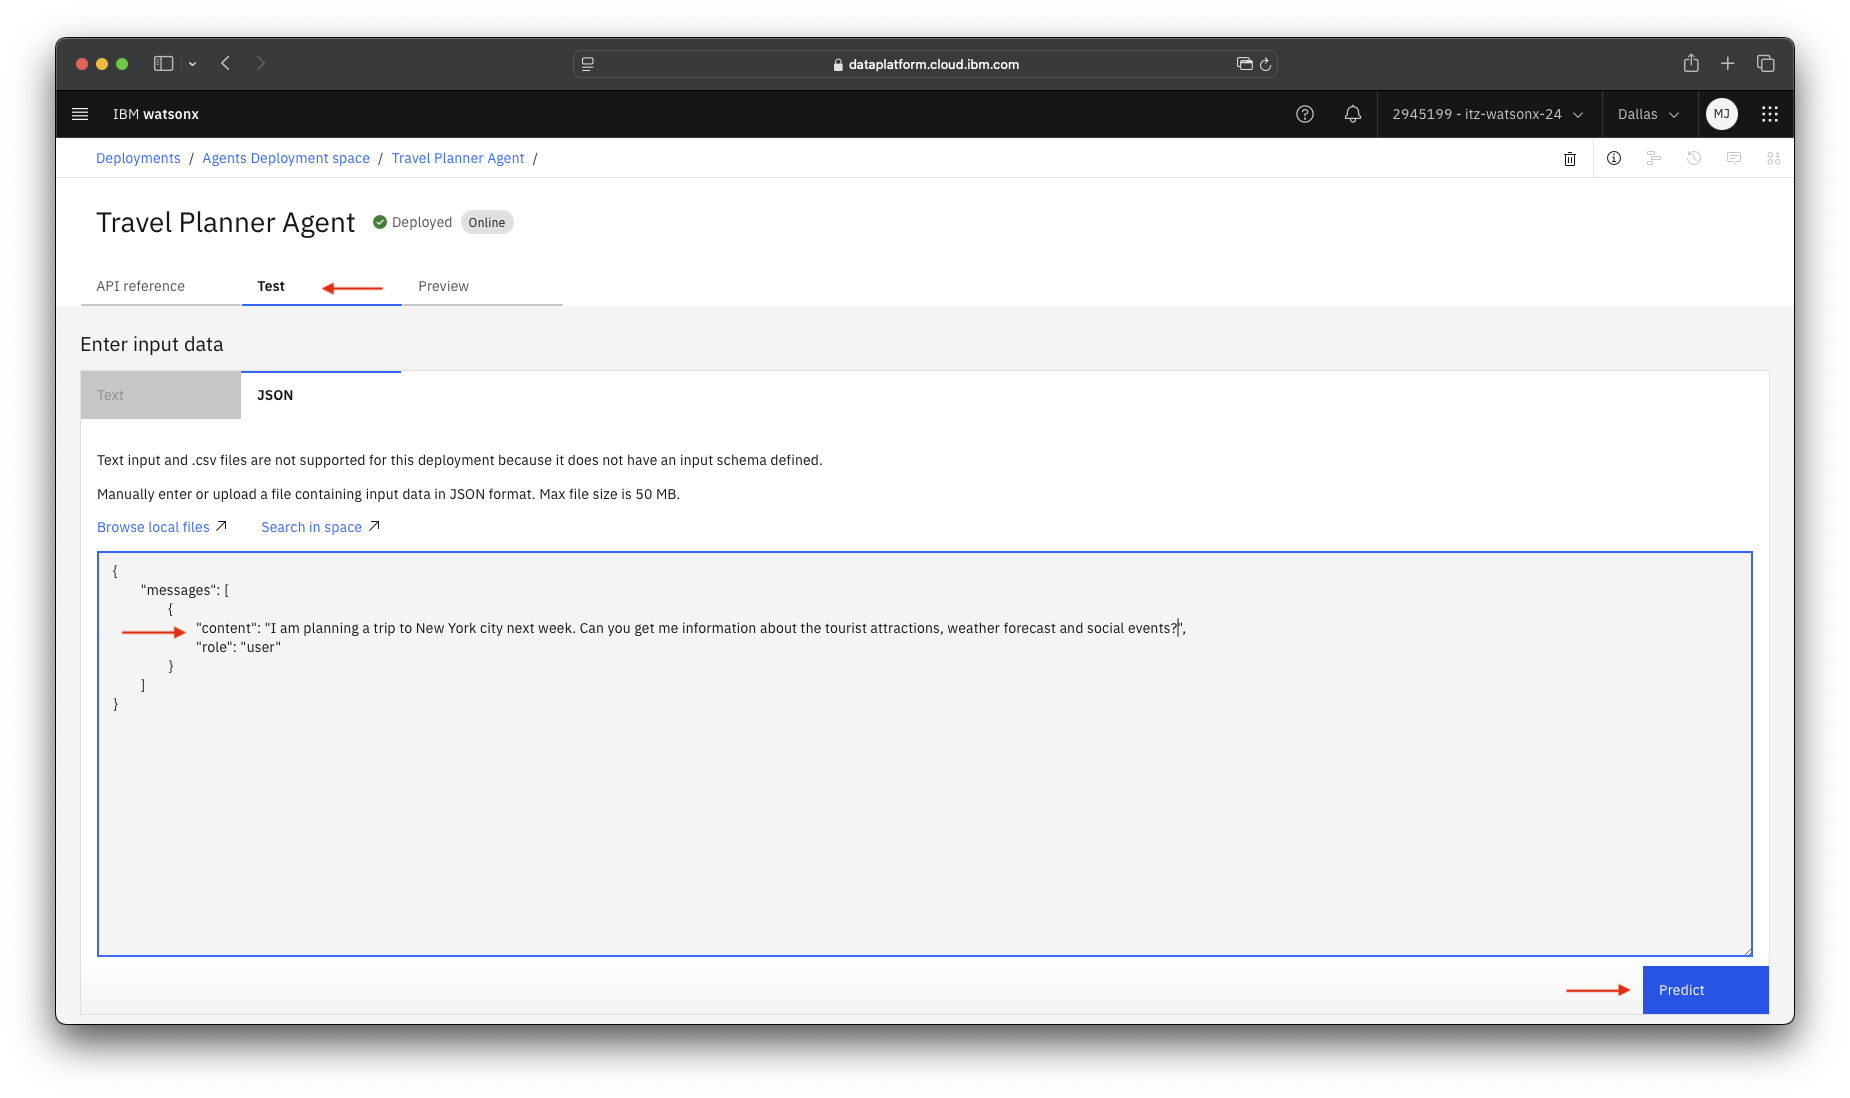 dataplatform.cloud.ibm.com
IBM watsonx
2945199 - itz-watsonx-24
Dallas
MJ
Deployments / Agents Deployment space / Travel Planner Agent /
Travel Planner Agent
Deployed
Online
API reference
Test
Preview
Enter input data
Text
JSON
Text input and .csv files are not supported for this deployment because it does not have an input schema defined.
Manually enter or upload a file containing input data in JSON format. Max file size is 50 MB.
Browse local files
Search in space
{
"messages": [
{
"content": "I am planning a trip to New York city next week. Can you get me information about the tourist attractions, weather forecast and social events?",
"role": "user"
}
]
}
Predict